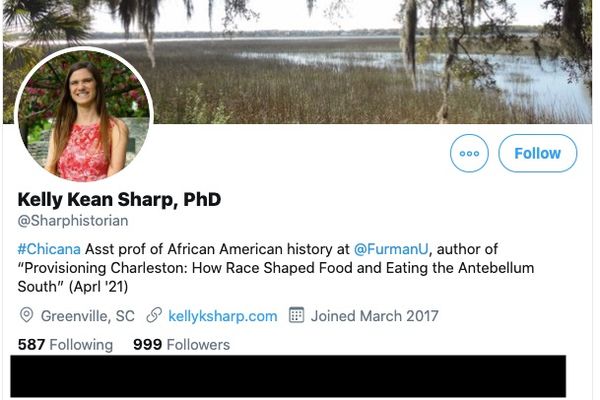 Follow
Kelly Kean Sharp, PhD
@Sharphistorian
#Chicana Asst prof of African American history at @FurmanU, author of
“Provisioning Charleston: How Race Shaped Food and Eating the Antebellum
South” (Aprl '21)
Greenville, SC kellyksharp.com Joined March 2017
587 Following 999 Followers